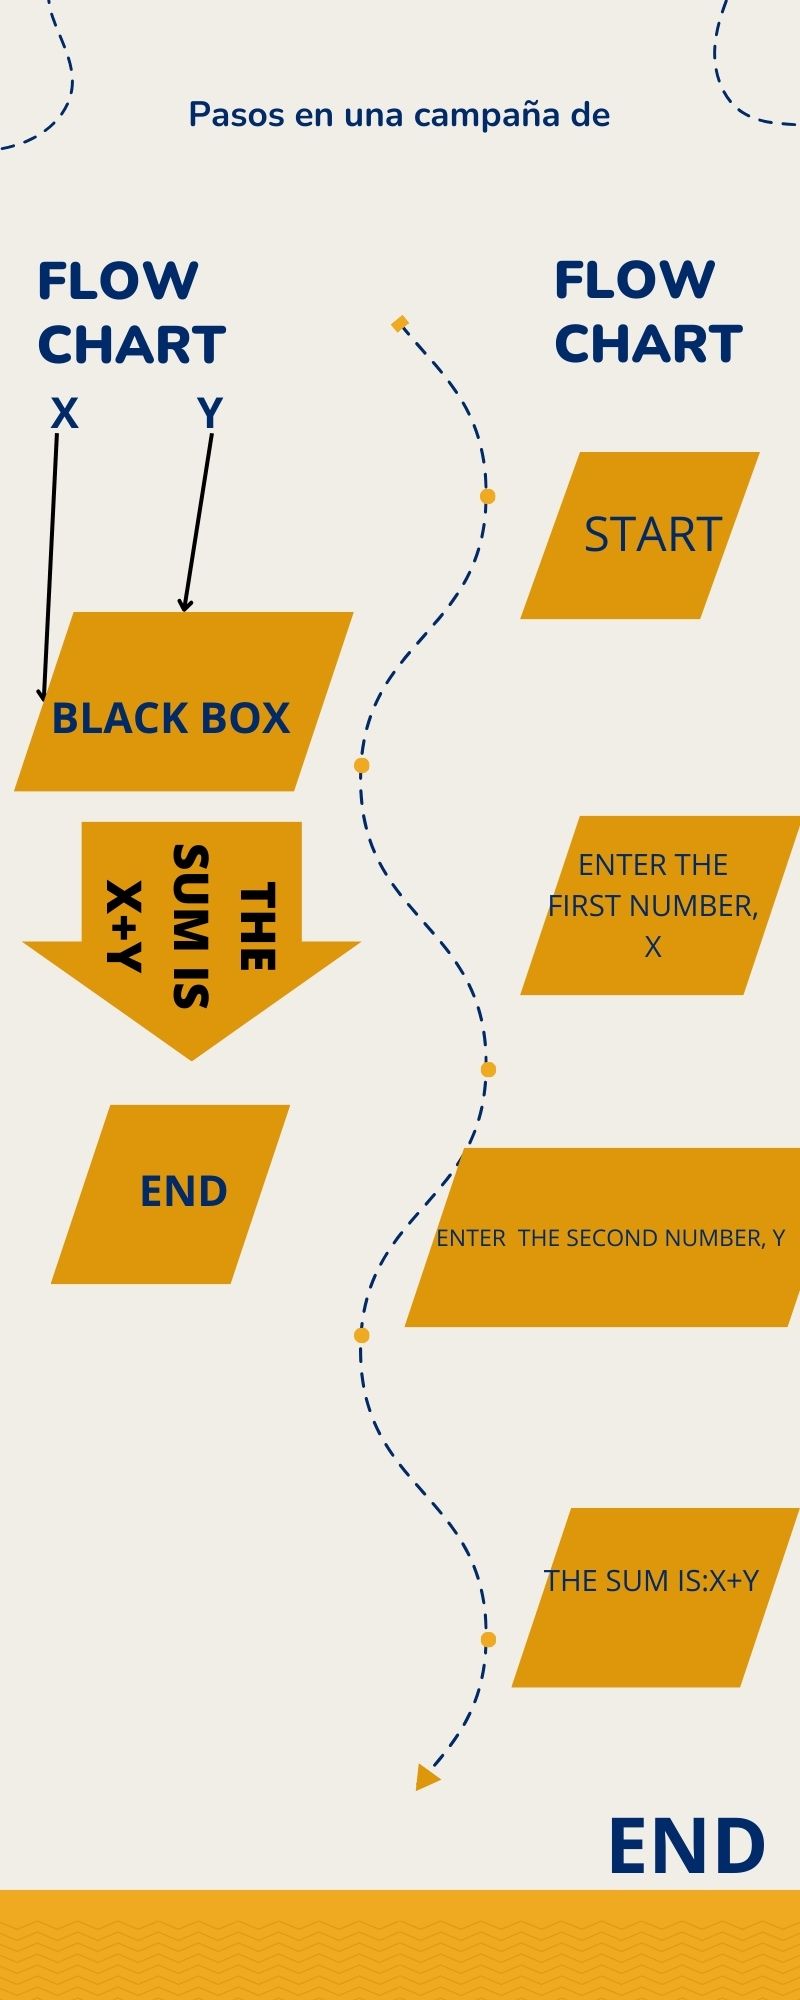 Pasos en una campaña de
FLOW
CHART
X Y
BLACK BOX
THE
SUM IS
X+Y
END
FLOW
CHART
START
ENTER THE
FIRST NUMBER,
X
ENTER  THE SECOND NUMBER, Y
THE SUM IS:X+Y
END